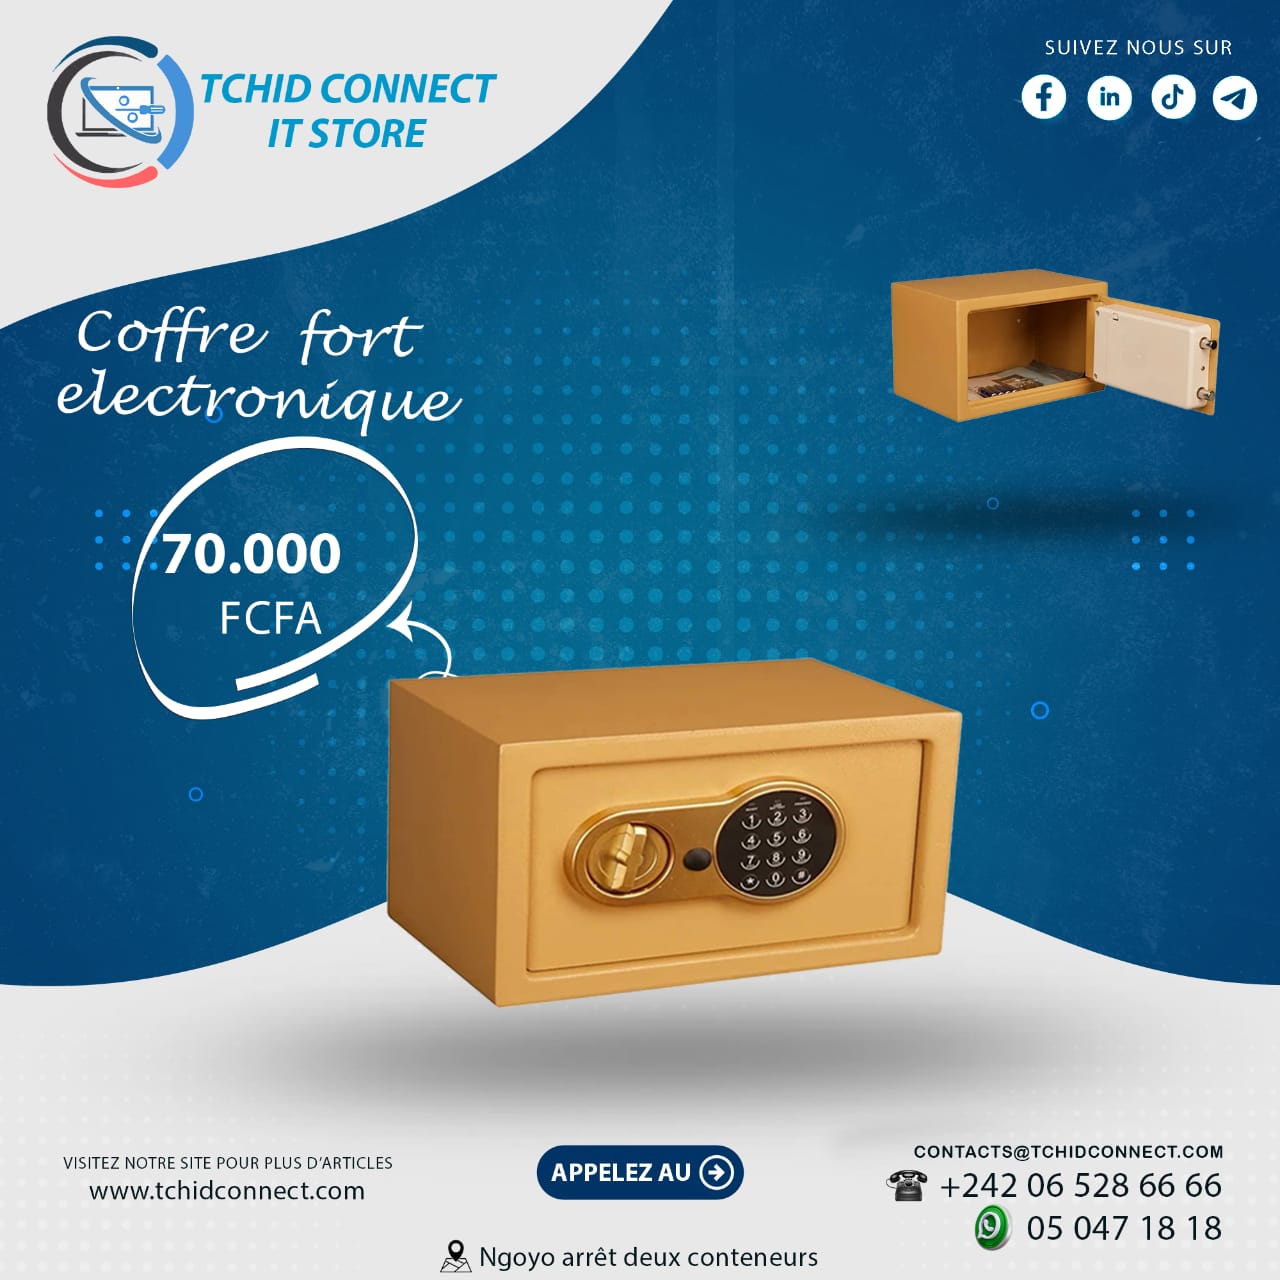 TCHID CONNECT
IT STORE
SUIVEZ NOUS SUR
Coffre fort
electronique
70.000
FCFA
1 2 3
4 5 6
7 8 9
* 0 #
VISITEZ NOTRE SITE POUR PLUS D'ARTICLES
www.tchidconnect.com
APPELEZ AU
CONTACTS@TCHIDCONNECT.COM
+242 06 528 66 66
05 047 18 18
Ngoyo arrêt deux conteneurs